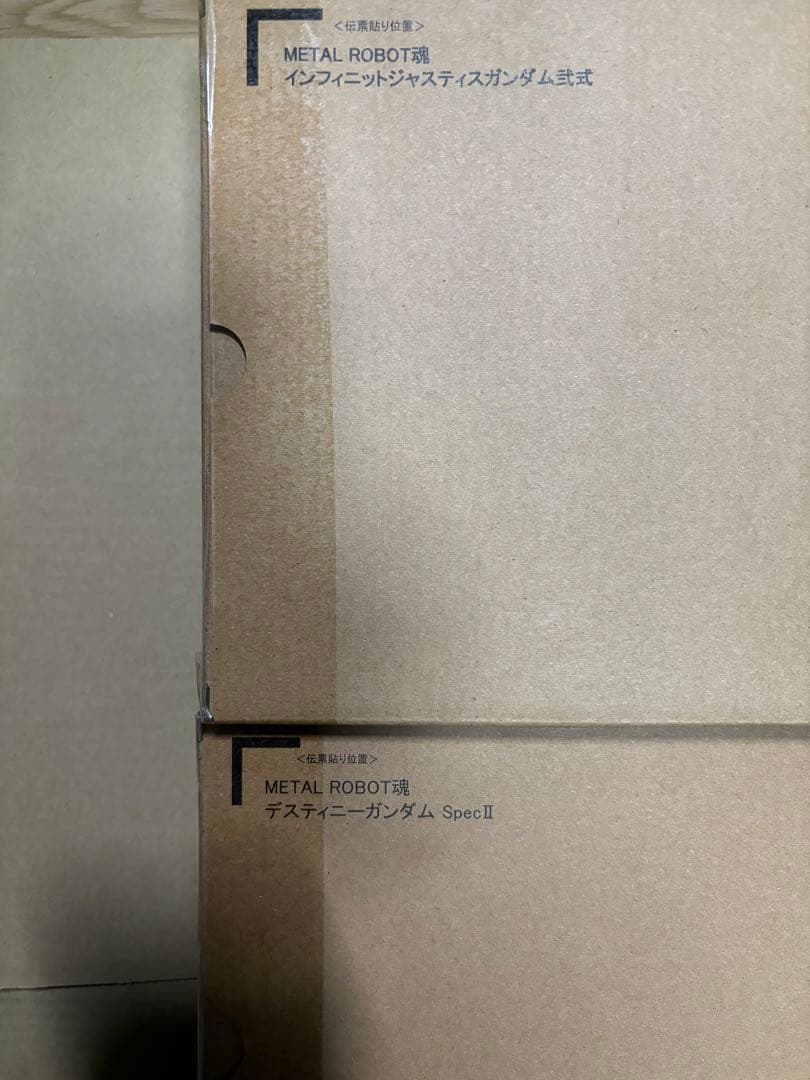 ＜伝票貼り位置＞
METAL ROBOT魂
インフィニットジャスティスガンダム弐式
＜伝票貼り位置＞
METAL ROBOT魂
デスティニーガンダム SpecⅡ